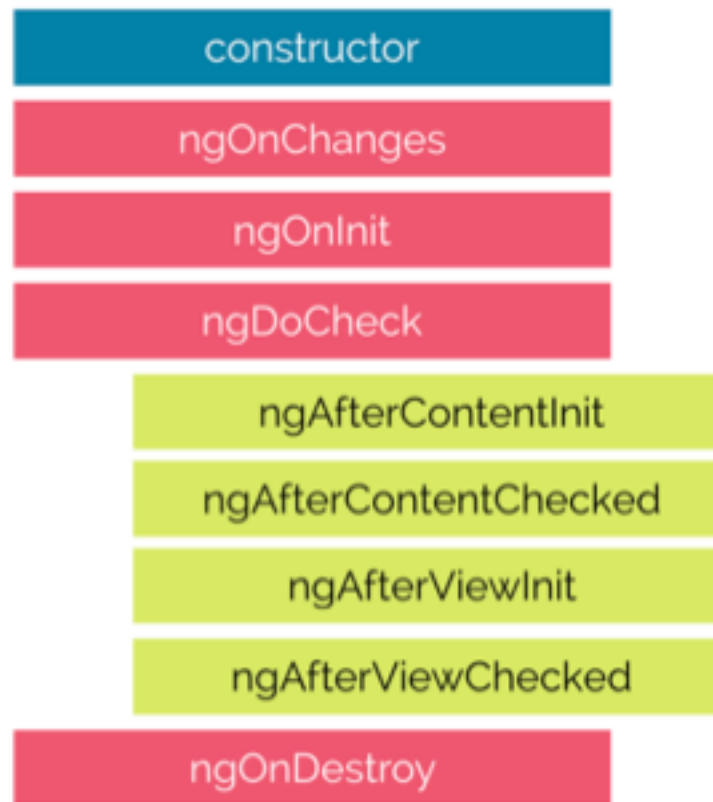 constructor
ngOnChanges
ngOnInit
ngDoCheck
ngAfterContentInit
ngAfterContentChecked
ngAfterViewInit
ngAfterViewChecked
ngOnDestroy